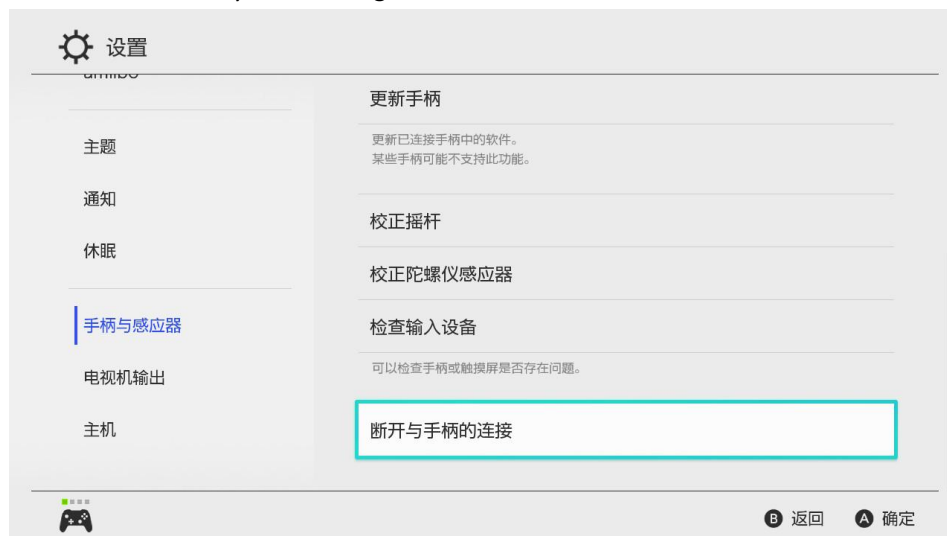 设置
amiibo
主题
通知
休眠
手柄与感应器
电视机输出
主机
更新手柄
更新已连接手柄中的软件。
某些手柄可能不支持此功能。
校正摇杆
校正陀螺仪感应器
检查输入设备
可以检查手柄或触摸屏是否存在问题。
断开与手柄的连接
B 返回 A 确定